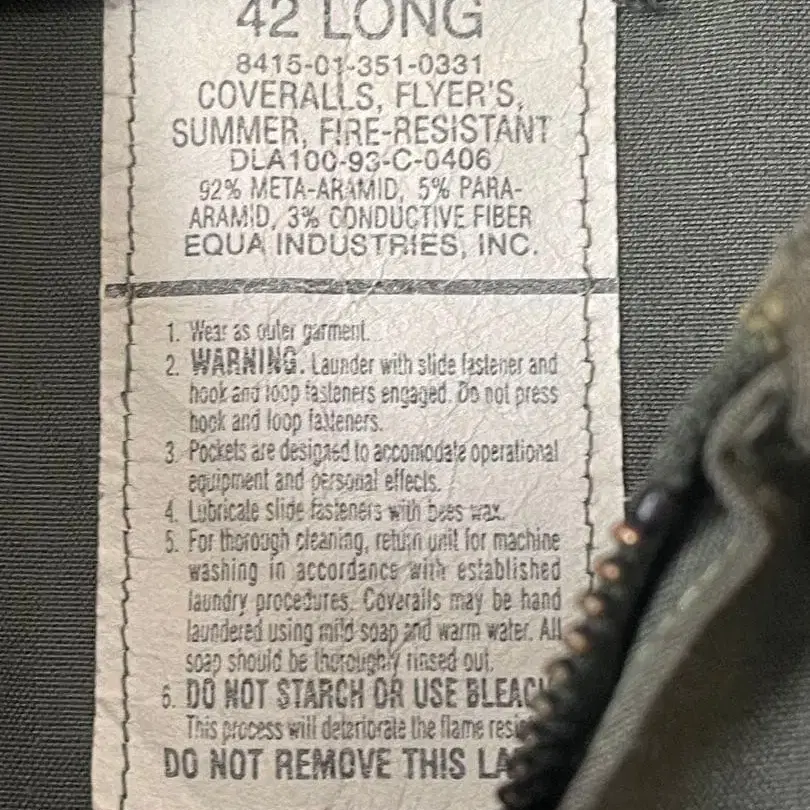 42 LONG
8415-01-351-0331
COVERALLS, FLYER'S,
SUMMER, FIRE-RESISTANT
DLA100-93-C-0406
92% META-ARAMID, 5% PARA-
ARAMID, 3% CONDUCTIVE FIBER
EQUA INDUSTRIES, INC.
1. Wear as outer garment.
2. WARNING. Launder with slide fastener and
hook and loop fasteners engaged. Do not press
hook and loop fasteners.
3. Pockets are designed to accomodate operational
equipment and personal effects.
4. Lubricate slide fasteners with bees wax.
5. For thorough cleaning, return unit for machine
washing in accordance with established
laundry procedures. Coveralls may be hand
laundered using mild soap and warm water. All
soap should be thoroughly rinsed out.
6. DO NOT STARCH OR USE BLEAC
This process will deteriorate the flame resis
DO NOT REMOVE THIS LA